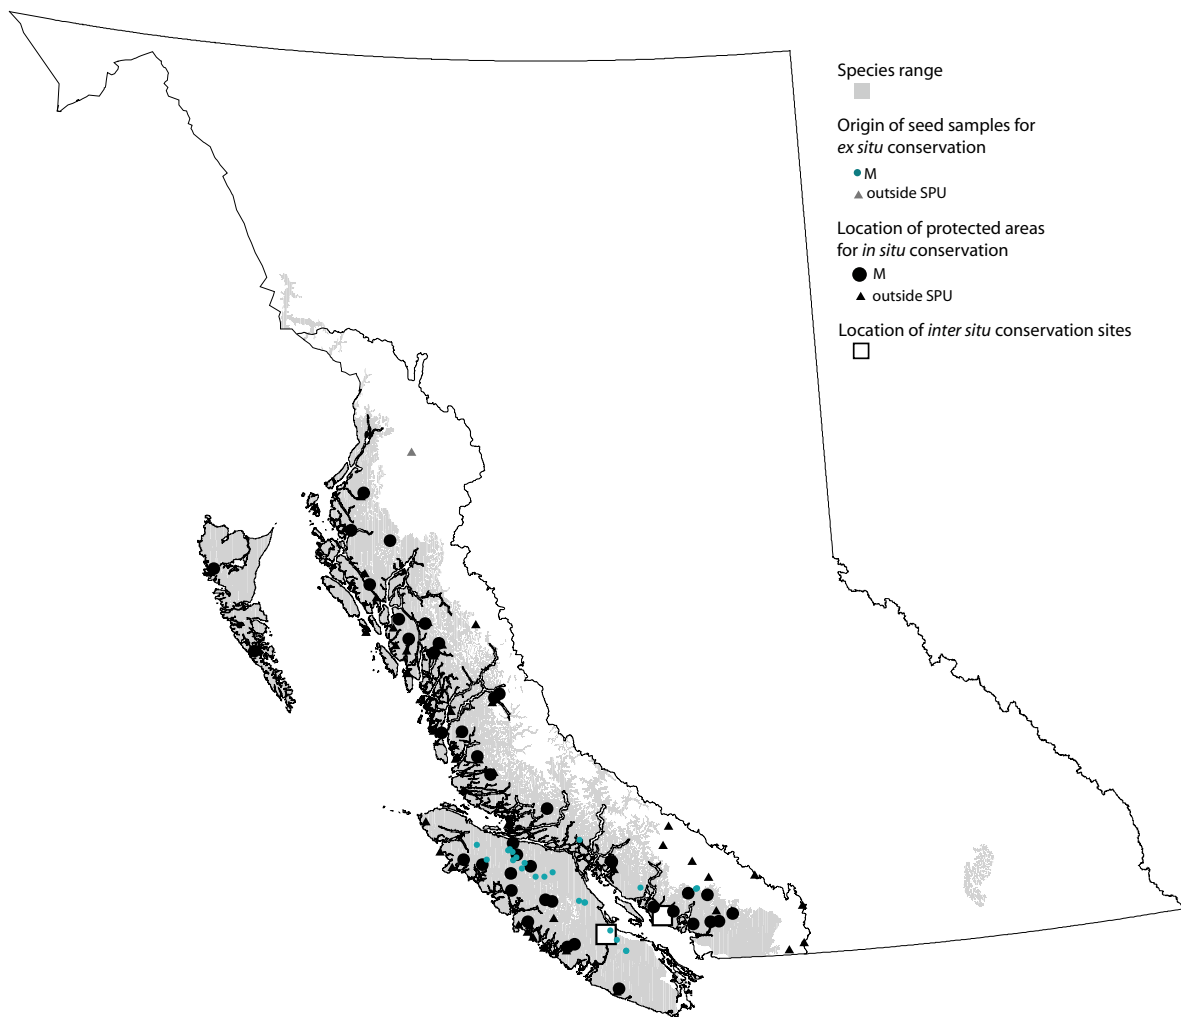 Species range
Origin of seed samples for
ex situ conservation
M
outside SPU
Location of protected areas
for in situ conservation
M
outside SPU
Location of inter situ conservation sites